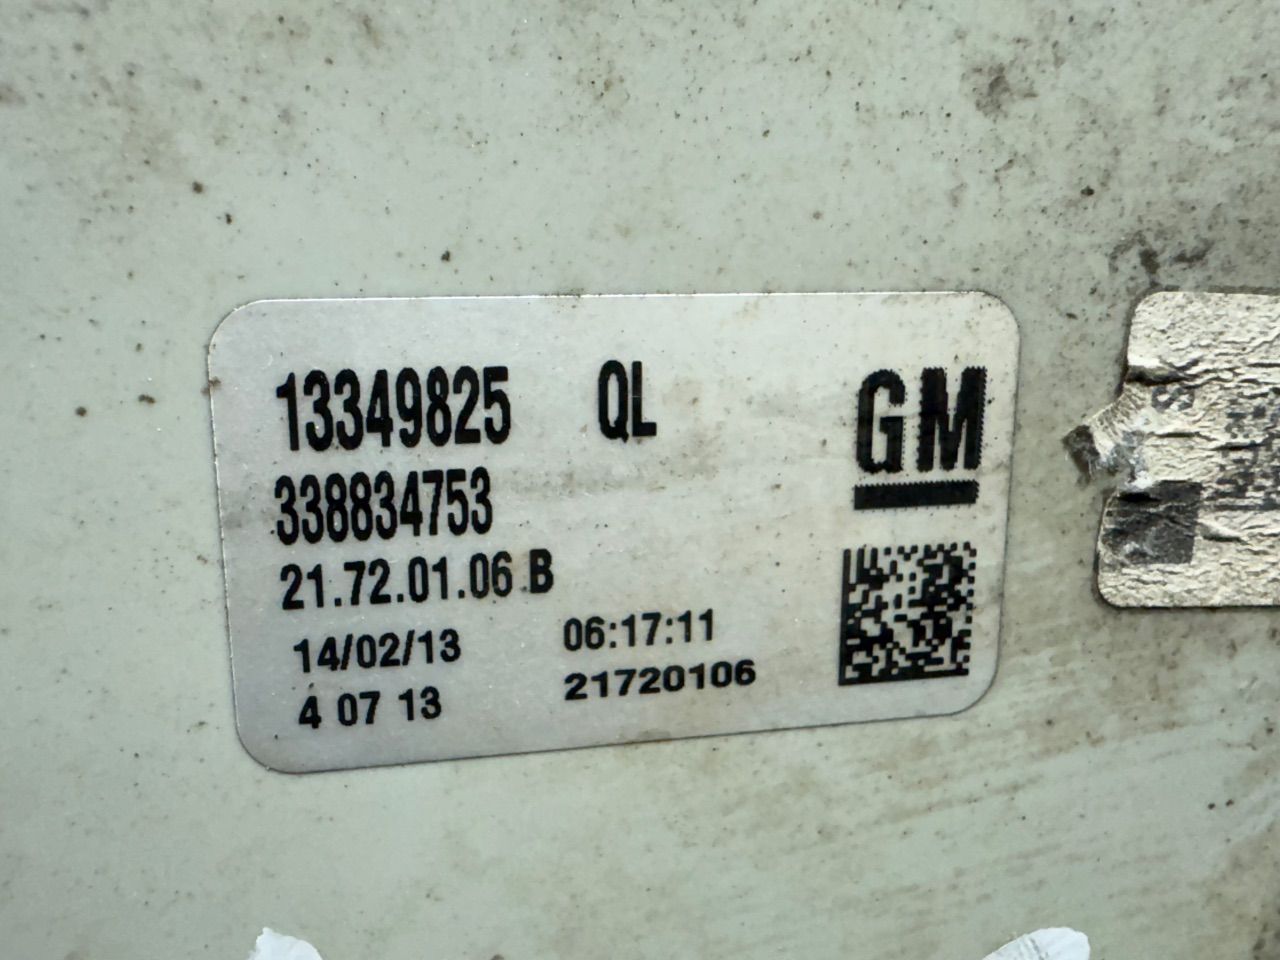 13349825 QL
GM
338834753
21.72.01.06 B
14/02/13 06:17:11
4 07 13 21720106